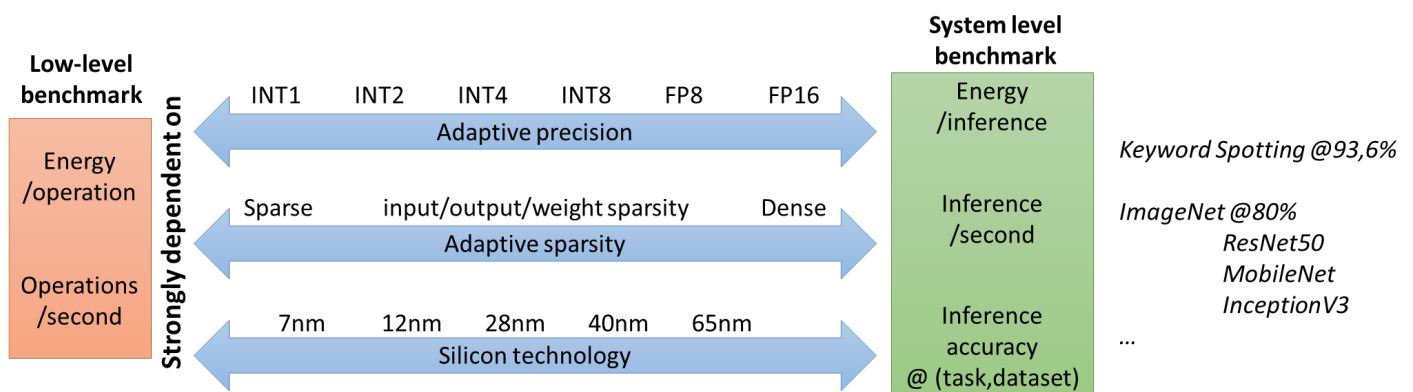 Low-level
benchmark
Energy
/operation
Operations
/second
Strongly dependent on
INT1 INT2 INT4 INT8 FP8 FP16
Adaptive precision
Sparse input/output/weight sparsity Dense
Adaptive sparsity
7nm 12nm 28nm 40nm 65nm
Silicon technology
System level
benchmark
Energy
/inference
Inference
/second
Inference
accuracy
@ (task,dataset)
Keyword Spotting @93,6%
ImageNet @80%
ResNet50
MobileNet
InceptionV3
...